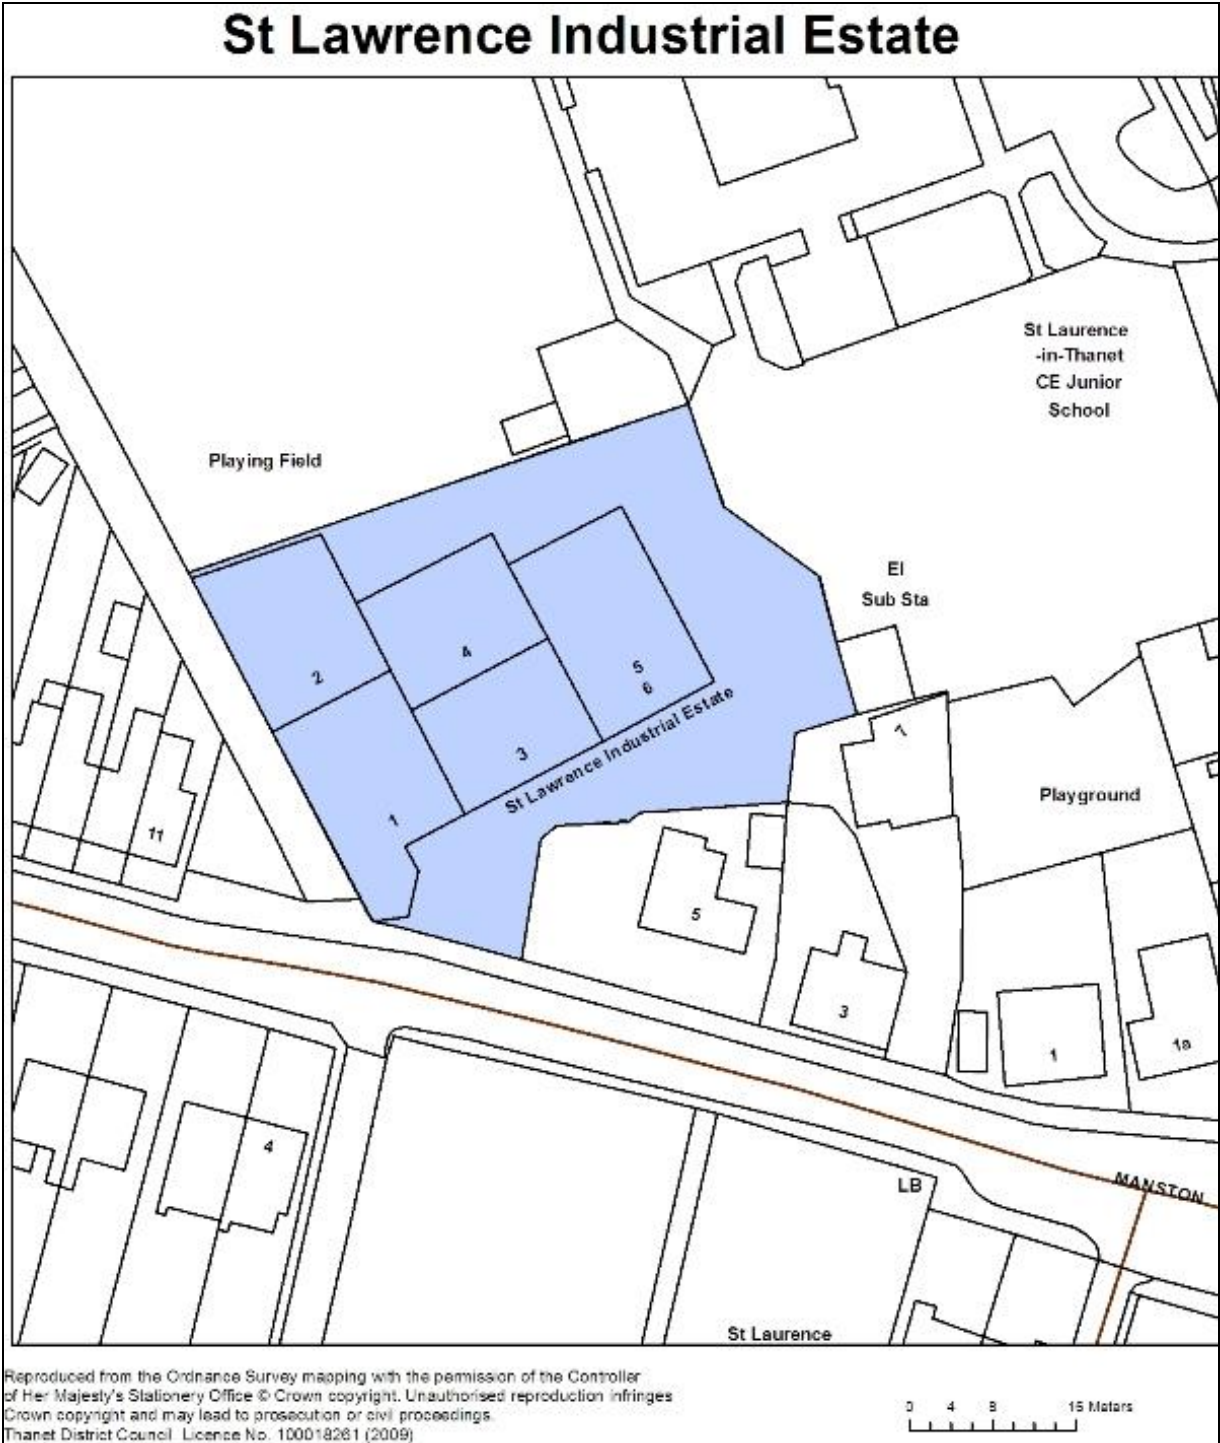 St Lawrence Industrial Estate
St Laurence
-in-Thanet
CE Junior
School
Playing Field
El
Sub Sta
2
4
5
6
3
1
St Lawrence Industrial Estate
7
Playground
11
5
3
1
1a
4
LB
MANSTON
St Laurence
Reproduced from the Ordnance Survey mapping with the permission of the Controller
of Her Majesty's Stationery Office © Crown copyright. Unauthorised reproduction infringes
Crown copyright and may lead to prosecution or civil proceedings.
Thanet District Council Licence No. 100018261 (2009)
0 4 8 16 Meters